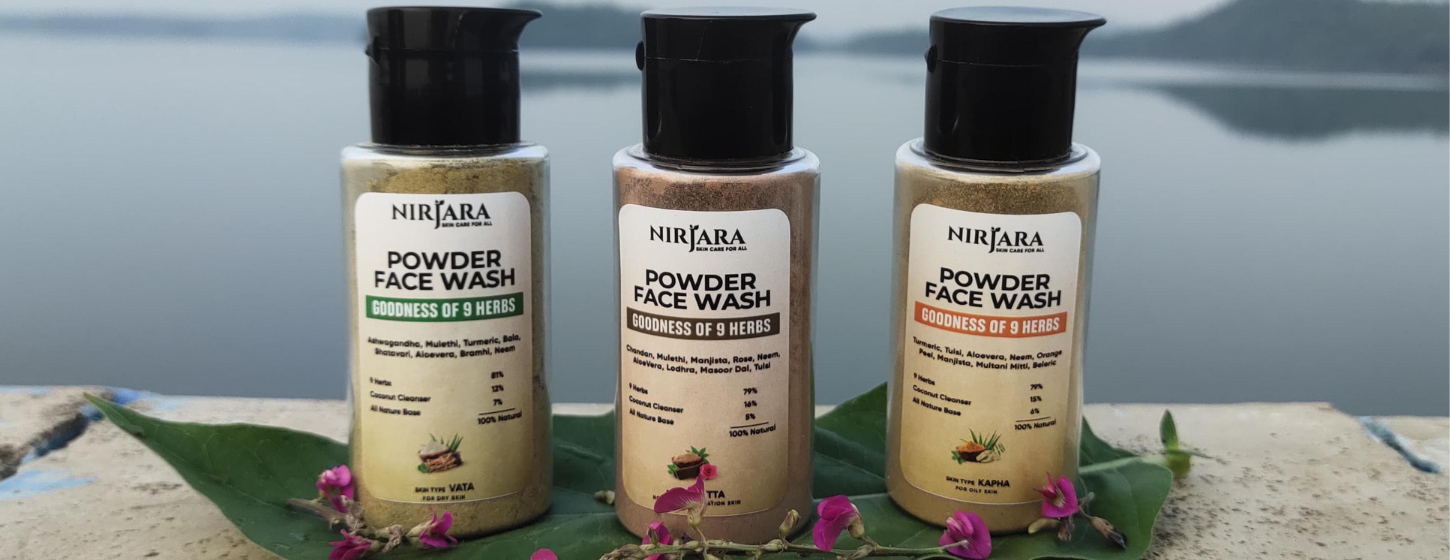 NIRJARA
SKIN CARE FOR ALL
POWDER
FACE WASH
GOODNESS OF 9 HERBS
Ashwagandha, Mulethi, Turmeric, Bala,
Shatavari, Aloevera, Bramhi, Neem
9 Herbs 81%
Coconut Cleanser 12%
All Nature Base 7%
100% Natural
SKIN TYPE VATA
FOR DRY SKIN
NIRJARA
SKIN CARE FOR ALL
POWDER
FACE WASH
GOODNESS OF 9 HERBS
Chandan, Mulethi, Manjista, Rose, Neem,
AloeVera, Lodhra, Masoor Dal, Tulsi
9 Herbs 79%
Coconut Cleanser 16%
All Nature Base 5%
100% Natural
TTA
SKIN
NIRJARA
SKIN CARE FOR ALL
POWDER
FACE WASH
GOODNESS OF 9 HERBS
Turmeric, Tulsi, Aloevera, Neem, Orange
Peel, Manjista, Multani Mitti, Beleric
9 Herbs 79%
Coconut Cleanser 15%
All Nature Base 6%
100% Natural
SKIN TYPE KAPHA
FOR OILY SKIN